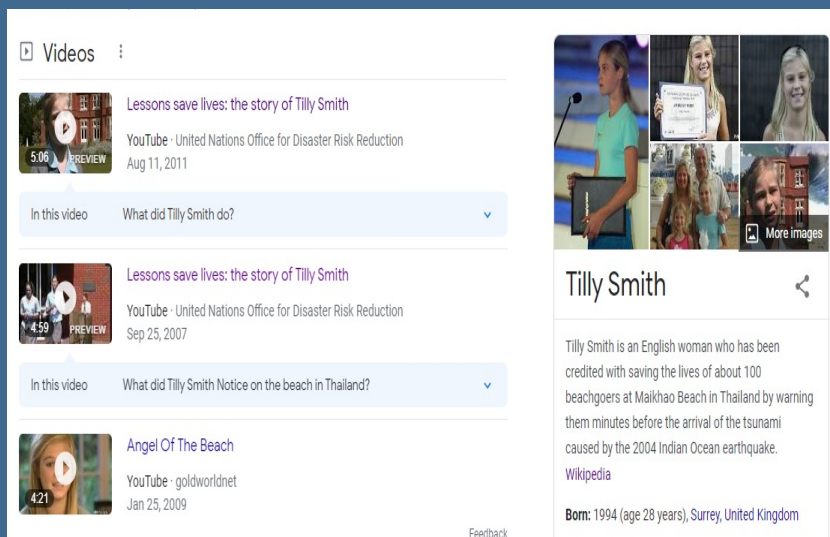 Videos
Lessons save lives: the story of Tilly Smith
YouTube · United Nations Office for Disaster Risk Reduction
Aug 11, 2011
5:06 PREVIEW
In this video What did Tilly Smith do?
Lessons save lives: the story of Tilly Smith
YouTube · United Nations Office for Disaster Risk Reduction
Sep 25, 2007
4:59 PREVIEW
In this video What did Tilly Smith Notice on the beach in Thailand?
Angel Of The Beach
YouTube · goldworldnet
Jan 25, 2009
4:21
Feedback
More images
Tilly Smith
Tilly Smith is an English woman who has been
credited with saving the lives of about 100
beachgoers at Maikhao Beach in Thailand by warning
them minutes before the arrival of the tsunami
caused by the 2004 Indian Ocean earthquake.
Wikipedia
Born: 1994 (age 28 years), Surrey, United Kingdom